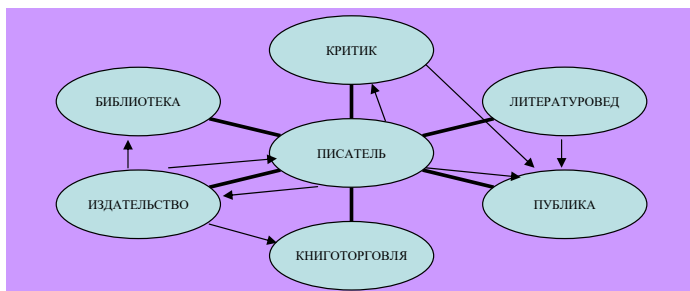 КРИТИК
БИБЛИОТЕКА
ЛИТЕРАТУРОВЕД
ПИСАТЕЛЬ
ИЗДАТЕЛЬСТВО
ПУБЛИКА
КНИГОТОРГОВЛЯ